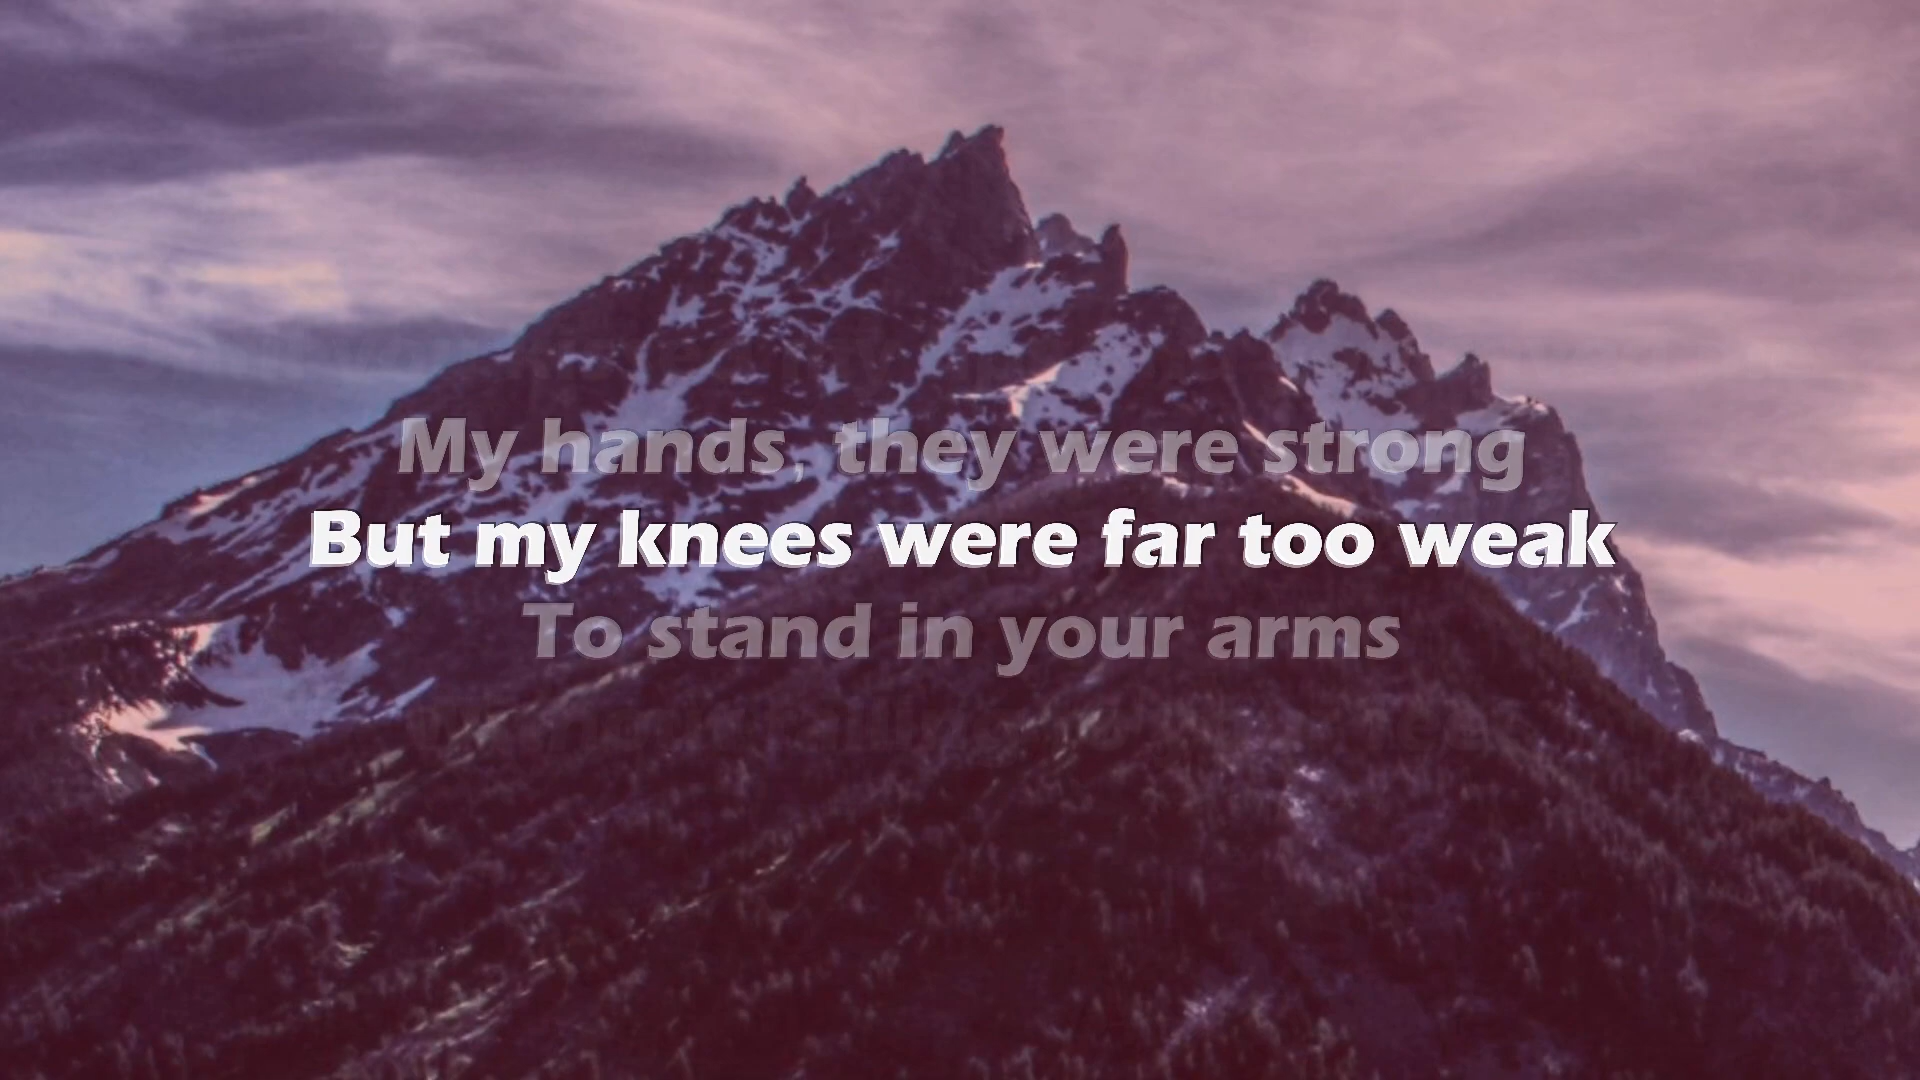 My hands, they were strong
But my knees were far too weak
To stand in your arms